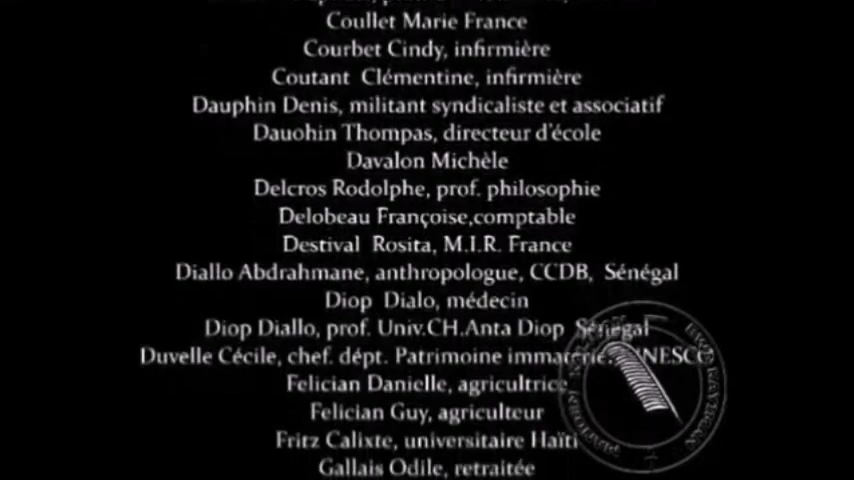 Coullet Marie France
Courbet Cindy, infirmière
Coutant Clémentine, infirmière
Dauphin Denis, militant syndicaliste et associatif
Dauohin Thompas, directeur d'école
Davalon Michèle
Delcros Rodolphe, prof. philosophie
Delobeau Françoise,comptable
Destival Rosita, M.I.R. France
Diallo Abdrahmane, anthropologue, CCDB, Sénégal
Diop Dialo, médecin
Diop Diallo, prof. Univ.CH.Anta Diop Sénégal
Duvelle Cécile, chef. dépt. Patrimoine
Felician Danielle, agricultrice
Felician Guy, agriculteur
Fritz Calixte, universitaire Haïti
Gallais Odile, retraitée